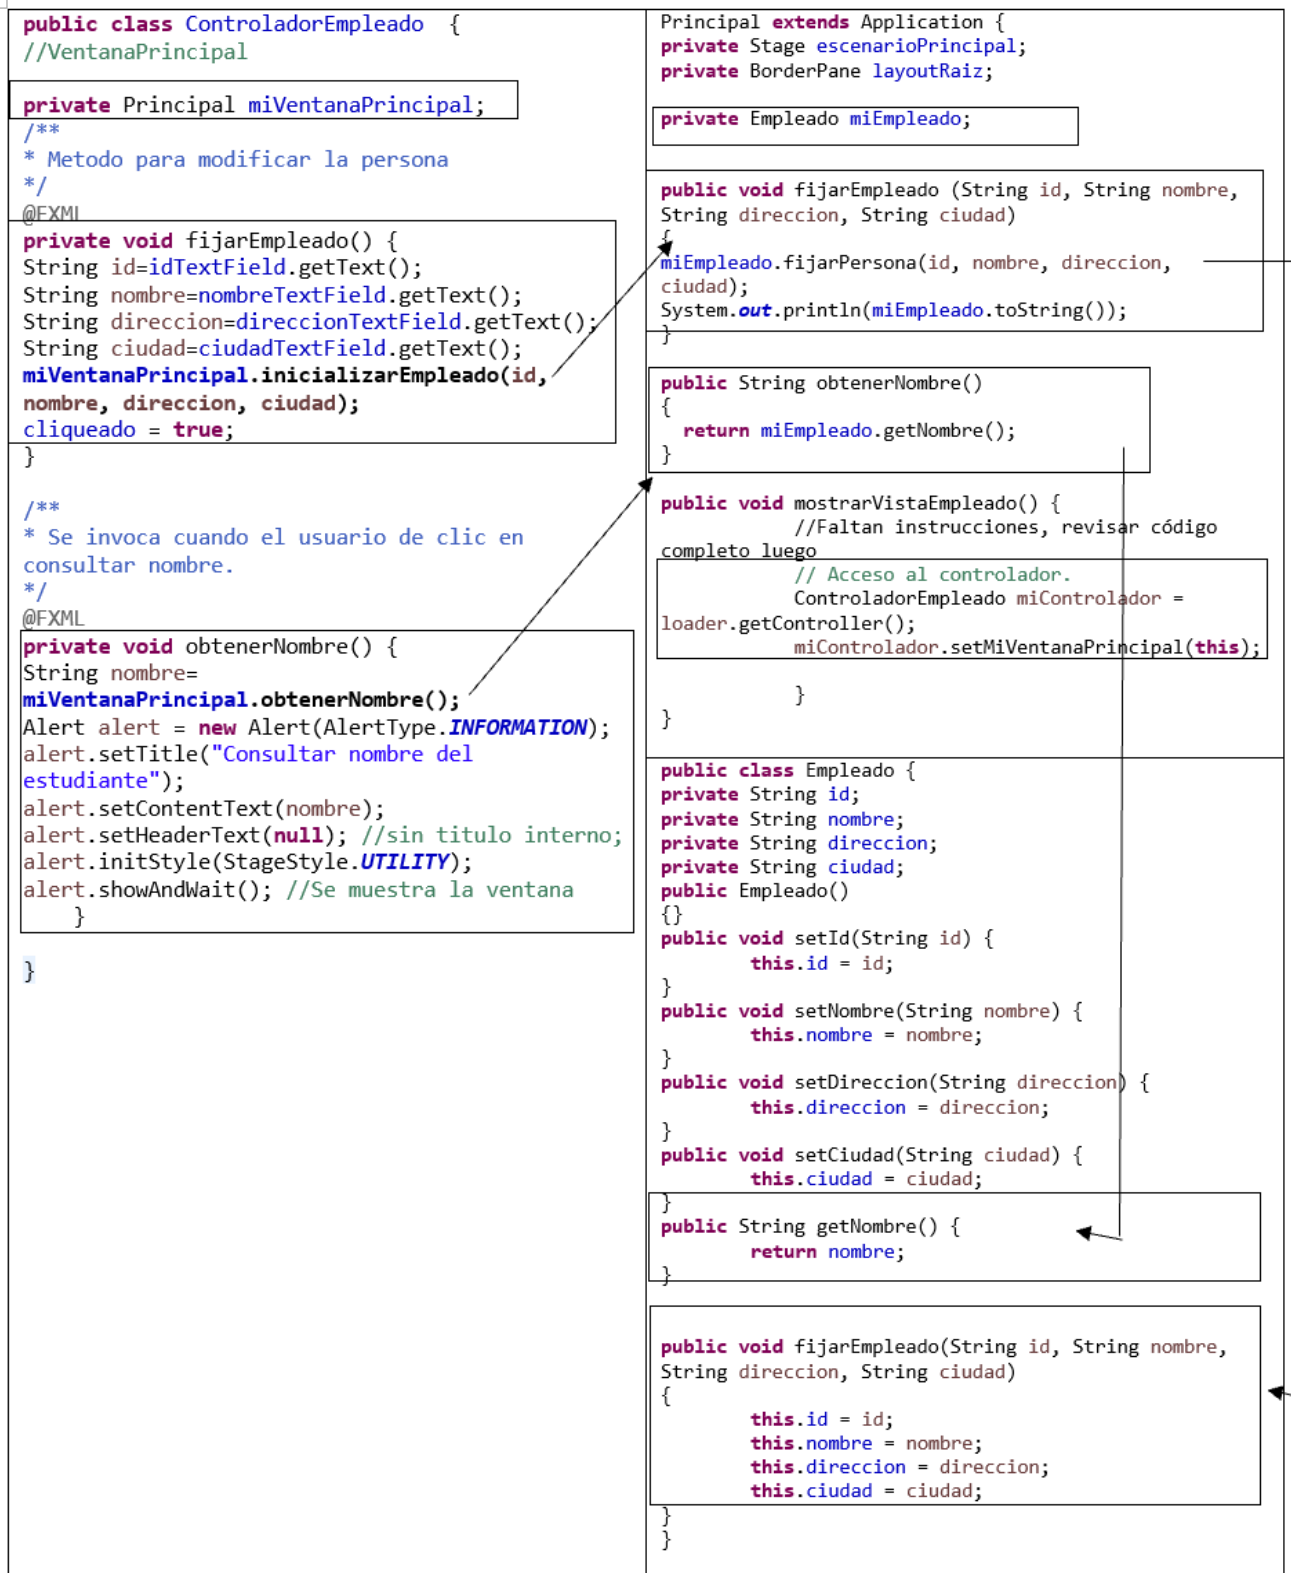 public class ControladorEmpleado  {
//VentanaPrincipal
private Principal miVentanaPrincipal;
/**
* Metodo para modificar la persona
*/
@FXML
private void fijarEmpleado() {
String id=idTextField.getText();
String nombre=nombreTextField.getText();
String direccion=direccionTextField.getText();
String ciudad=ciudadTextField.getText();
miVentanaPrincipal.inicializarEmpleado(id,
nombre, direccion, ciudad);
cliqueado = true;
}
/**
* Se invoca cuando el usuario de clic en
consultar nombre.
*/
@FXML
private void obtenerNombre() {
String nombre=
miVentanaPrincipal.obtenerNombre();
Alert alert = new Alert(AlertType.INFORMATION);
alert.setTitle("Consultar nombre del
estudiante");
alert.setContentText(nombre);
alert.setHeaderText(null); //sin titulo interno;
alert.initStyle(StageStyle.UTILITY);
alert.showAndWait(); //Se muestra la ventana
}
}
Principal extends Application {
private Stage escenarioPrincipal;
private BorderPane layoutRaiz;
private Empleado miEmpleado;
public void fijarEmpleado (String id, String nombre,
String direccion, String ciudad)
{
miEmpleado.fijarPersona(id, nombre, direccion,
ciudad);
System.out.println(miEmpleado.toString());
}
public String obtenerNombre()
{
return miEmpleado.getNombre();
}
public void mostrarVistaEmpleado() {
//Faltan instrucciones, revisar código
completo luego
// Acceso al controlador.
ControladorEmpleado miControlador =
loader.getController();
miControlador.setMiVentanaPrincipal(this);
}
}
public class Empleado {
private String id;
private String nombre;
private String direccion;
private String ciudad;
public Empleado()
{}
public void setId(String id) {
this.id = id;
}
public void setNombre(String nombre) {
this.nombre = nombre;
}
public void setDireccion(String direccion) {
this.direccion = direccion;
}
public void setCiudad(String ciudad) {
this.ciudad = ciudad;
}
public String getNombre() {
return nombre;
}
public void fijarEmpleado(String id, String nombre,
String direccion, String ciudad)
{
this.id = id;
this.nombre = nombre;
this.direccion = direccion;
this.ciudad = ciudad;
}
}